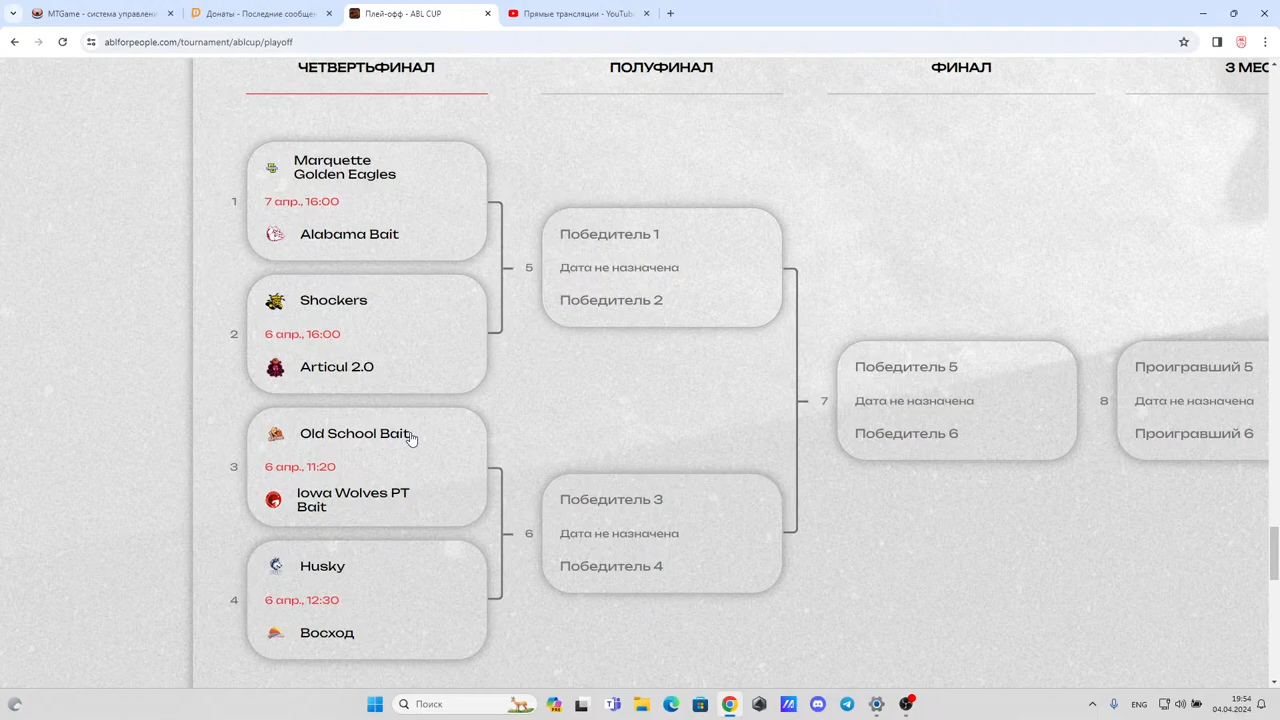 MTGame - система управлени
Донаты - Последние сообще
Плей-офф - ABL CUP
Прямые трансляции - YouTube
ablforpeople.com/tournament/ablcup/playoff
ЧЕТВЕРТЬФИНАЛ
ПОЛУФИНАЛ
ФИНАЛ
3 МЕС
1
Marquette
Golden Eagles
7 апр., 16:00
Alabama Bait
2
Shockers
6 апр., 16:00
Articul 2.0
3
Old School Bait
6 апр., 11:20
Iowa Wolves PT
Bait
4
Husky
6 апр., 12:30
Восход
5
Победитель 1
Дата не назначена
Победитель 2
6
Победитель 3
Дата не назначена
Победитель 4
7
Победитель 5
Дата не назначена
Победитель 6
8
Проигравший 5
Дата не назначена
Проигравший 6
Поиск
ENG
19:54
04.04.2024